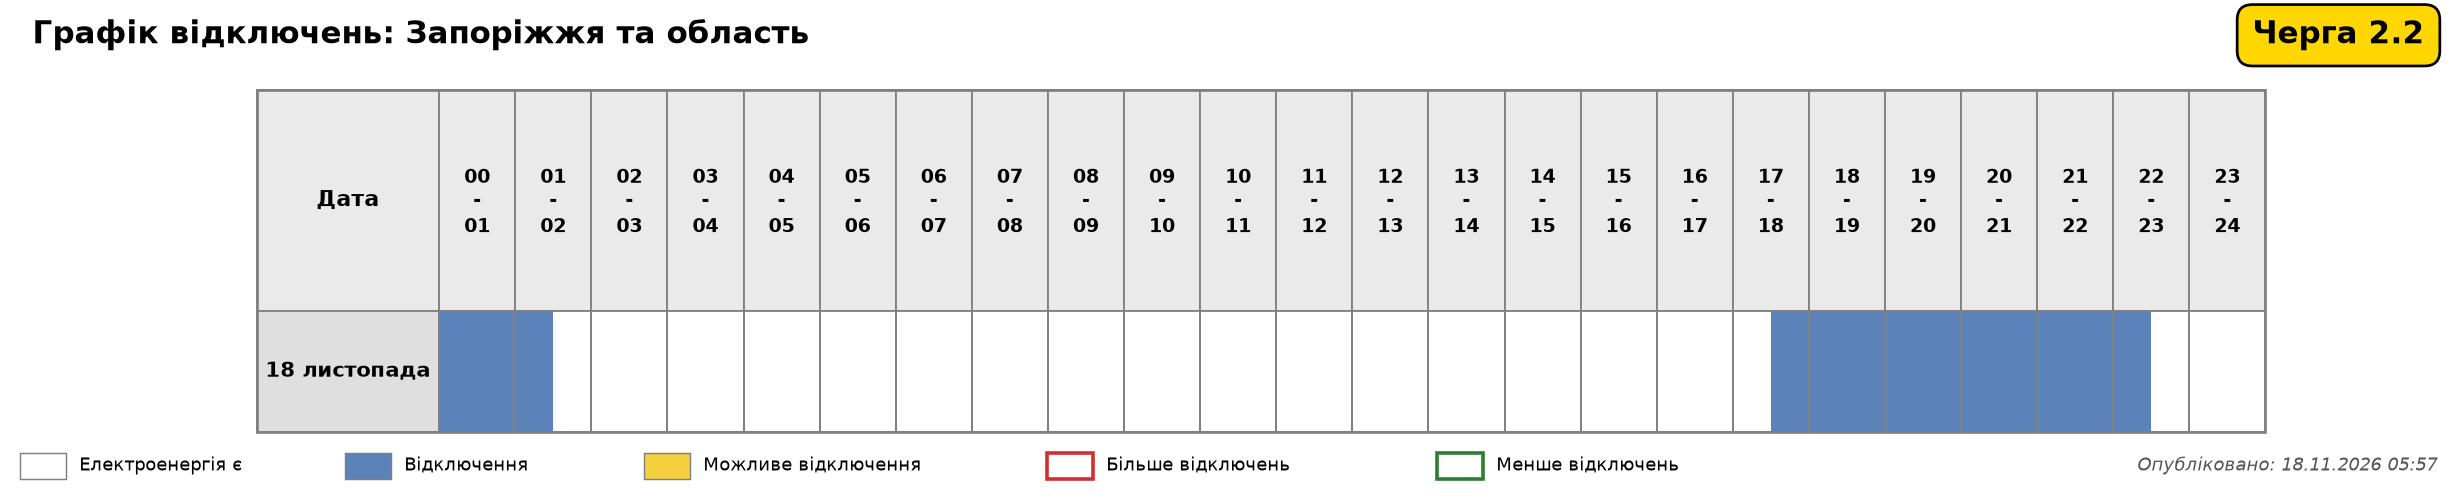 Графік відключень: Запоріжжя та область
Черга 2.2
Дата
00 - 01
01 - 02
02 - 03
03 - 04
04 - 05
05 - 06
06 - 07
07 - 08
08 - 09
09 - 10
10 - 11
11 - 12
12 - 13
13 - 14
14 - 15
15 - 16
16 - 17
17 - 18
18 - 19
19 - 20
20 - 21
21 - 22
22 - 23
23 - 24
18 листопада
Електроенергія є
Відключення
Можливе відключення
Більше відключень
Менше відключень
Опубліковано: 18.11.2026 05:57